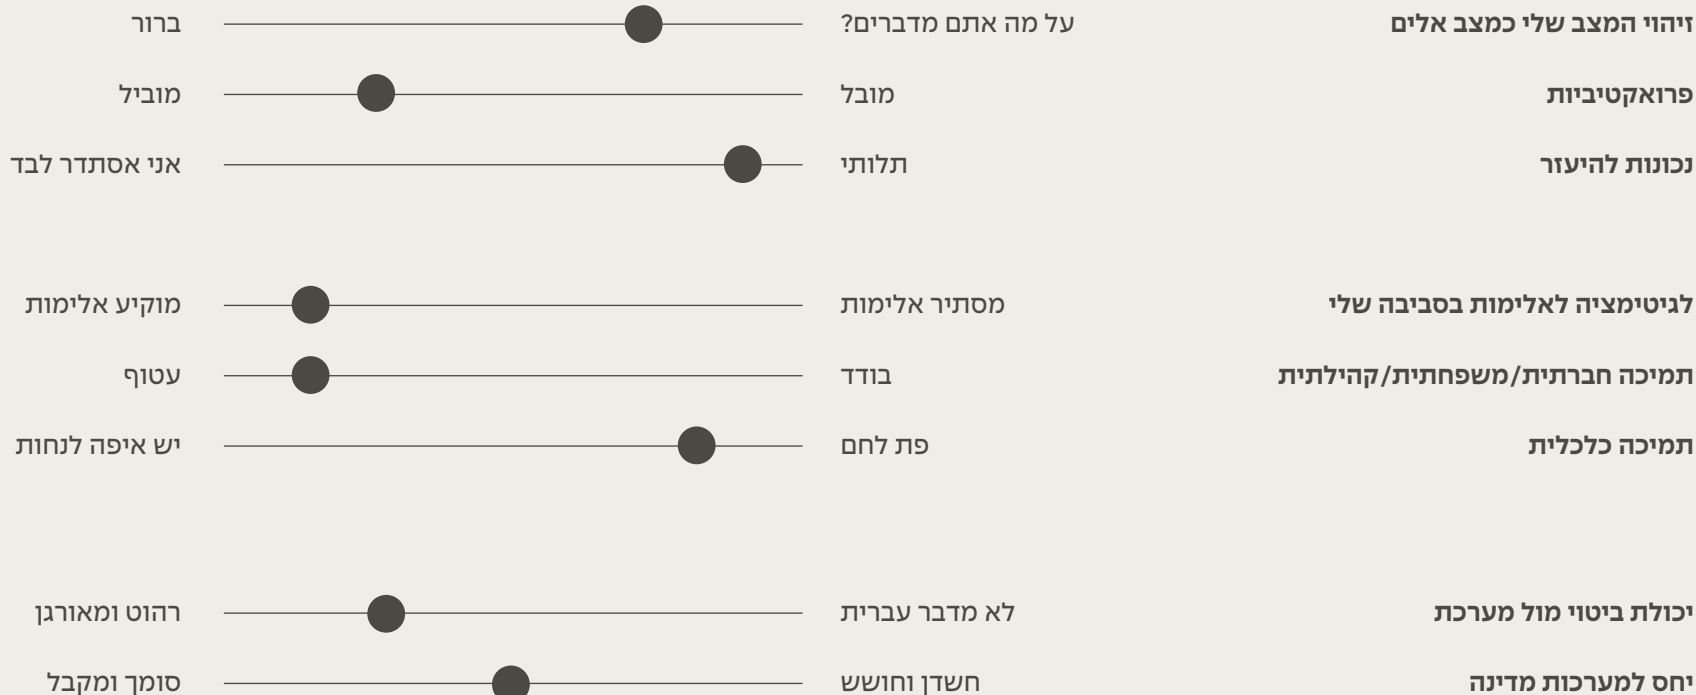 זיהוי המצב שלי כמצב אלים על מה אתם מדברים? ברור
פרואקטיביות מובל מוביל
נכונות להיעזר תלותי אני אסתדר לבד
לגיטימציה לאלימות בסביבה שלי מסתיר אלימות מוקיע אלימות
תמיכה חברתית/משפחתית/קהילתית בודד עטוף
תמיכה כלכלית פת לחם יש איפה לנחות
יכולת ביטוי מול מערכת לא מדבר עברית רהוט ומאורגן
יחס למערכות מדינה חשדן וחושש סומך ומקבל